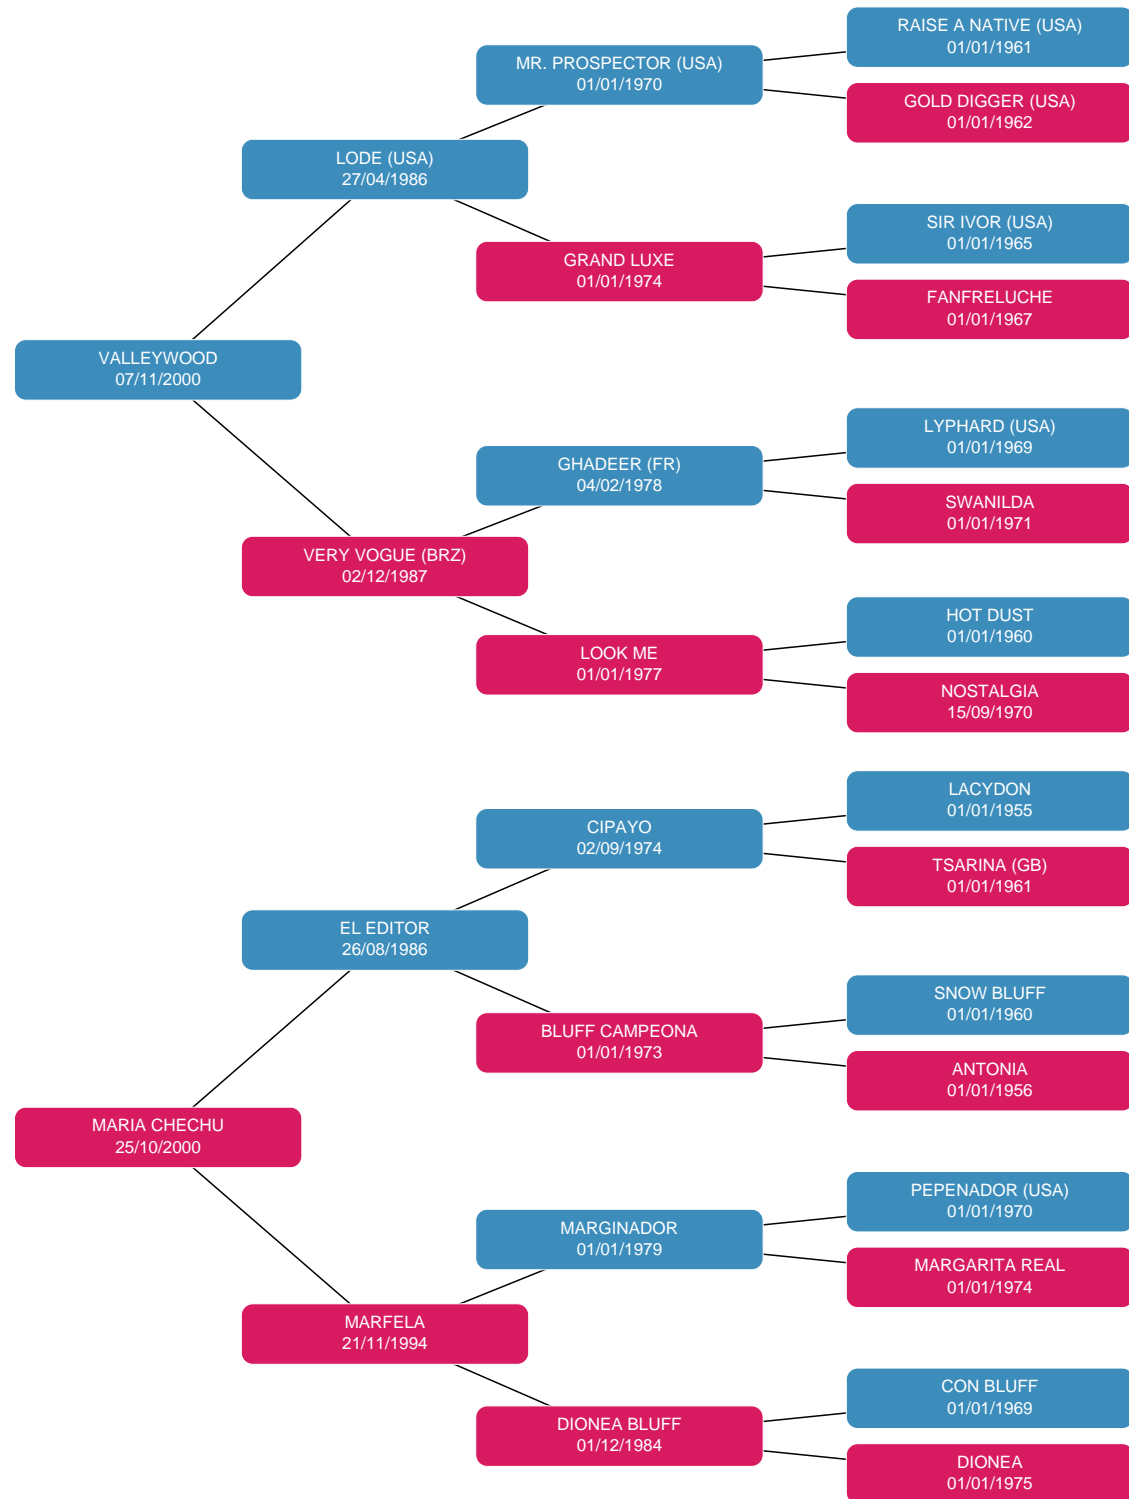 RAISE A NATIVE (USA)
01/01/1961
MR. PROSPECTOR (USA)
01/01/1970
GOLD DIGGER (USA)
01/01/1962
LODE (USA)
27/04/1986
SIR IVOR (USA)
01/01/1965
GRAND LUXE
01/01/1974
FANFRELUCHE
01/01/1967
VALLEYWOOD
07/11/2000
LYPHARD (USA)
01/01/1969
GHADEER (FR)
04/02/1978
SWANILDA
01/01/1971
VERY VOGUE (BRZ)
02/12/1987
HOT DUST
01/01/1960
LOOK ME
01/01/1977
NOSTALGIA
15/09/1970
LACYDON
01/01/1955
CIPAYO
02/09/1974
TSARINA (GB)
01/01/1961
EL EDITOR
26/08/1986
SNOW BLUFF
01/01/1960
BLUFF CAMPEONA
01/01/1973
ANTONIA
01/01/1956
MARIA CHECHU
25/10/2000
PEPENADOR (USA)
01/01/1970
MARGINADOR
01/01/1979
MARGARITA REAL
01/01/1974
MARFELA
21/11/1994
CON BLUFF
01/01/1969
DIONEA BLUFF
01/12/1984
DIONEA
01/01/1975